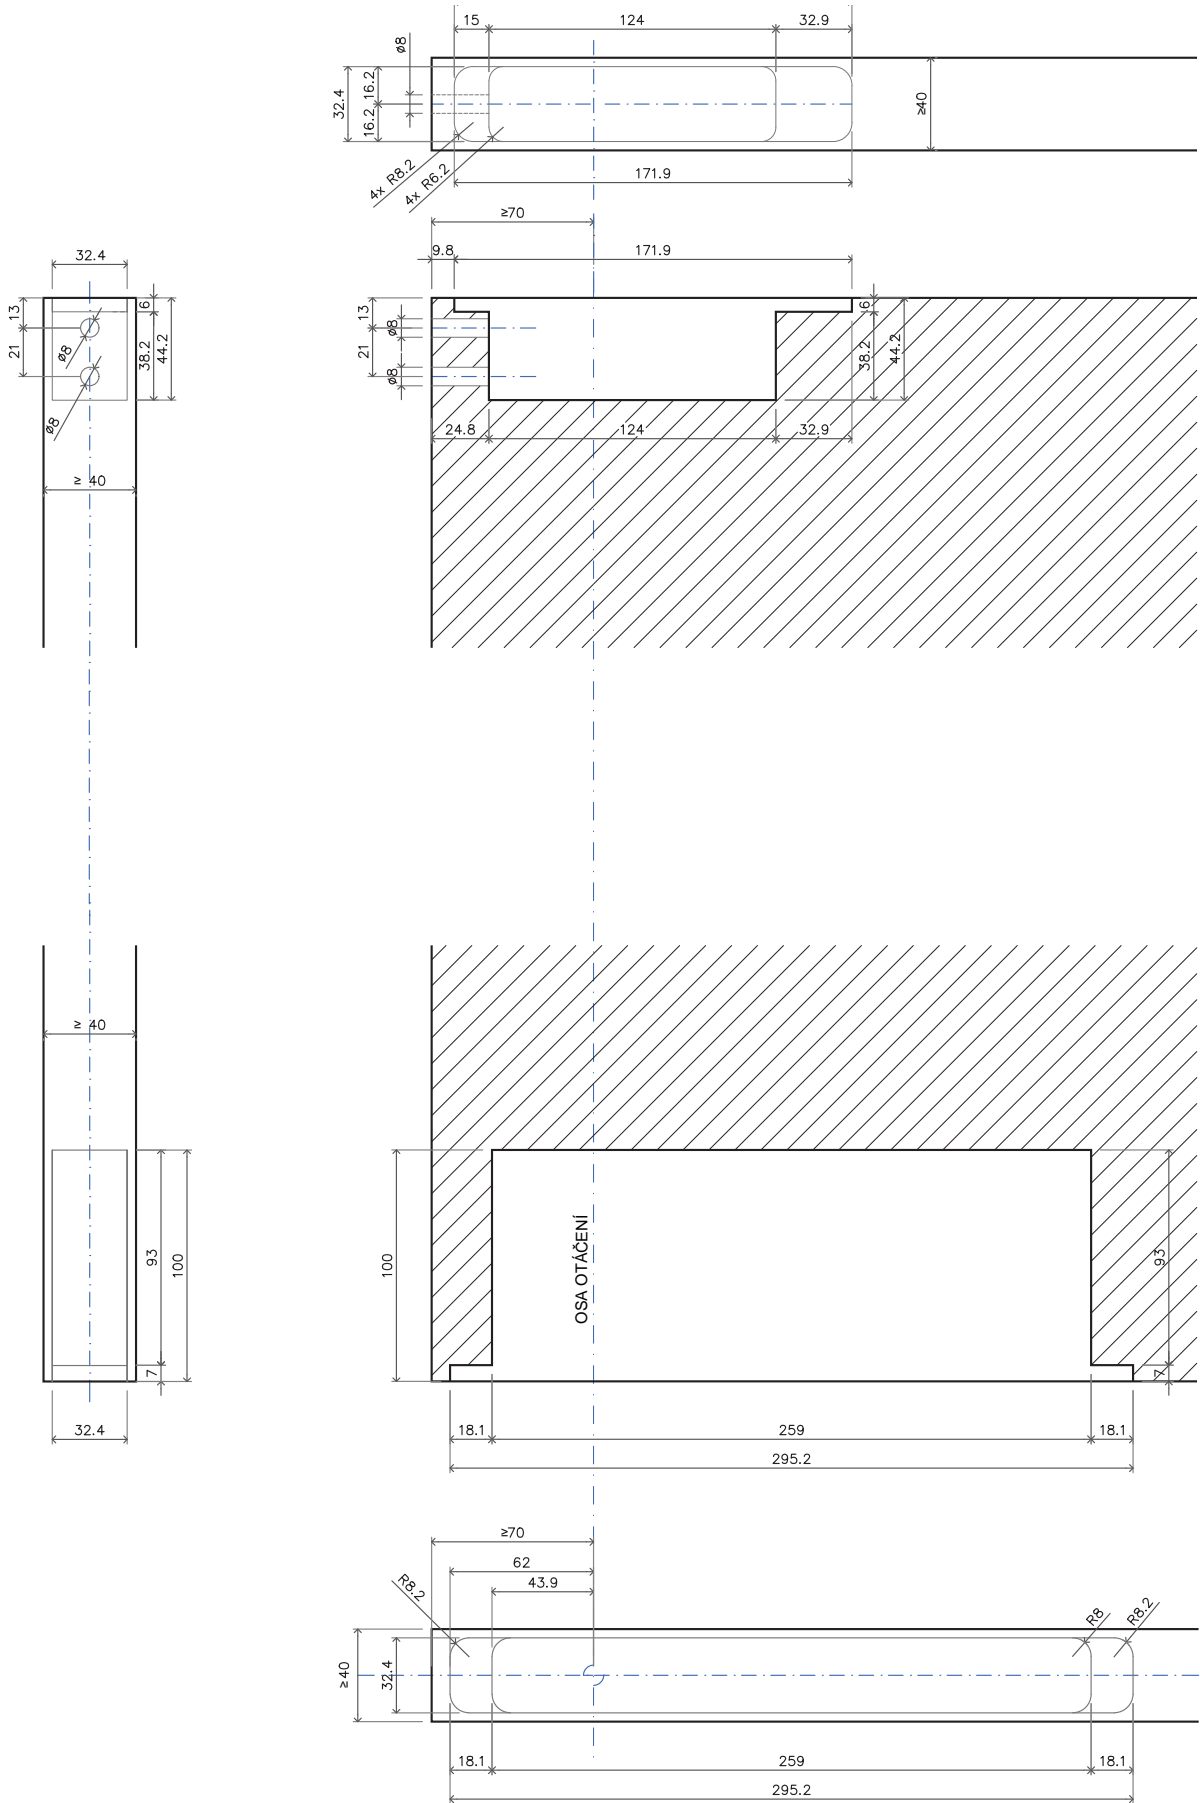 15 124 32.9
ø8
32.4 16.2 16.2
≥40
4x R8.2 4x R6.2
171.9
≥70
9.8 171.9
32.4
13 21
6 38.2 44.2
ø8
ø8
≥ 40
13 21
ø8
ø8
6 38.2 44.2
24.8 124 32.9
≥ 40
93 100
7
32.4
100
OSA OTÁČENÍ
93
7
18.1 259 18.1
295.2
≥70
62
43.9
R8.2
R8 R8.2
≥40 32.4
18.1 259 18.1
295.2